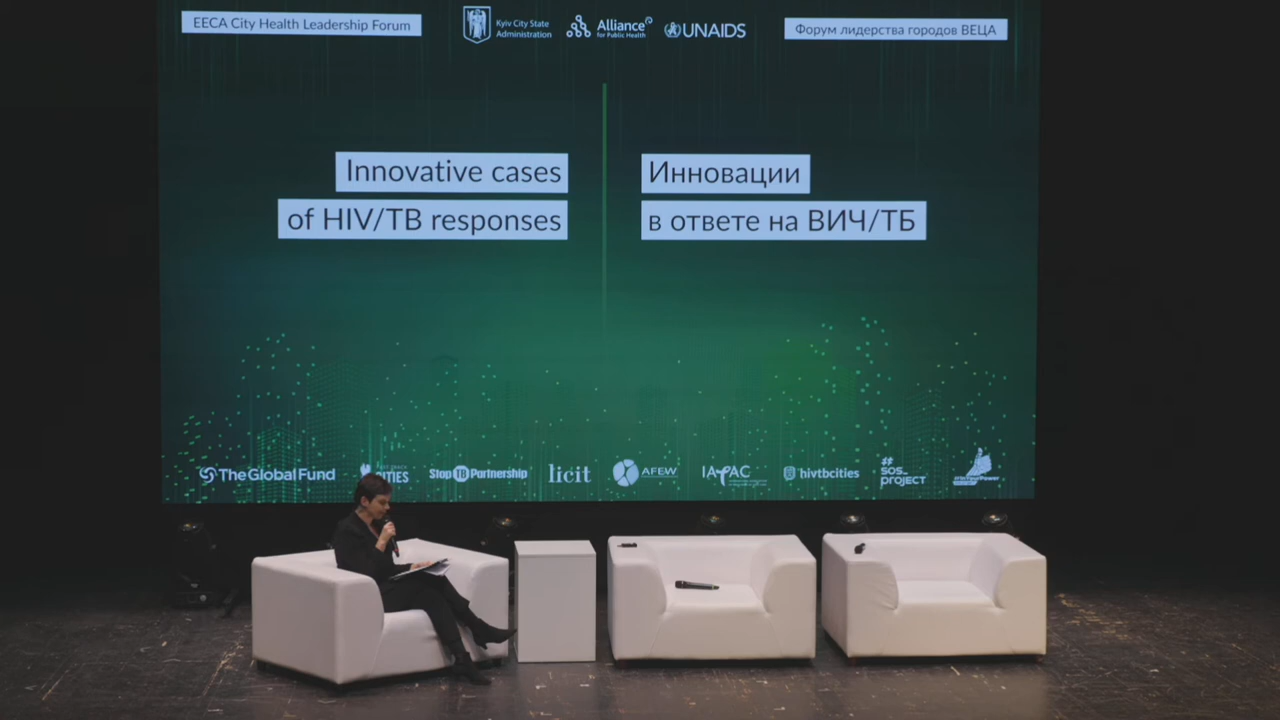 EECA City Health Leadership Forum
Kyiv City State
Administration
Alliance
for Public Health
UNAIDS
Форум лидерства городов ВЕЦА
Innovative cases
of HIV/TB responses
Инновации
в ответе на ВИЧ/ТБ
The Global Fund
CITIES
Stop TB Partnership
licit
AFEW
IAPAC
hivtbcities
#
SOS_
project